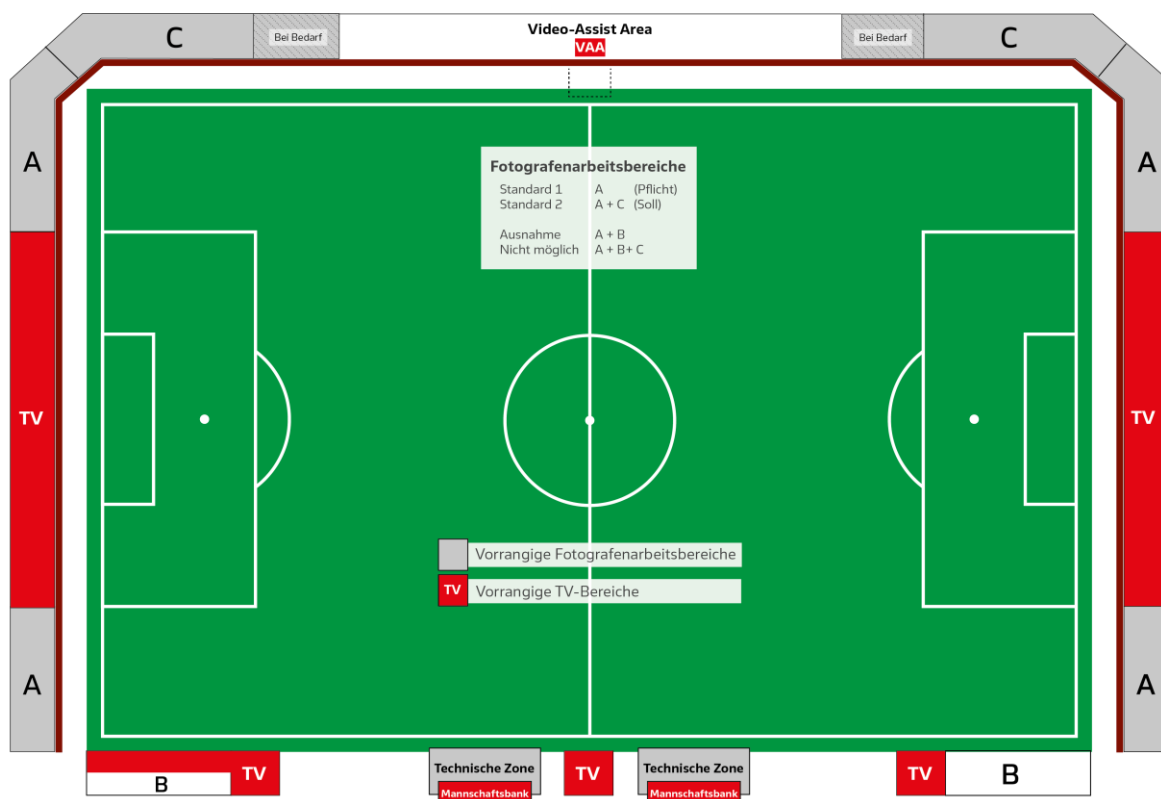 C
Bei Bedarf
Video-Assist Area
VAA
Bei Bedarf
C
A
A
Fotografenarbeitsbereiche
Standard 1 A (Pflicht)
Standard 2 A + C (Soll)
Ausnahme A + B
Nicht möglich A + B+ C
TV
TV
Vorrangige Fotografenarbeitsbereiche
TV Vorrangige TV-Bereiche
A
A
B
TV
Technische Zone
Mannschaftsbank
TV
Technische Zone
Mannschaftsbank
TV
B